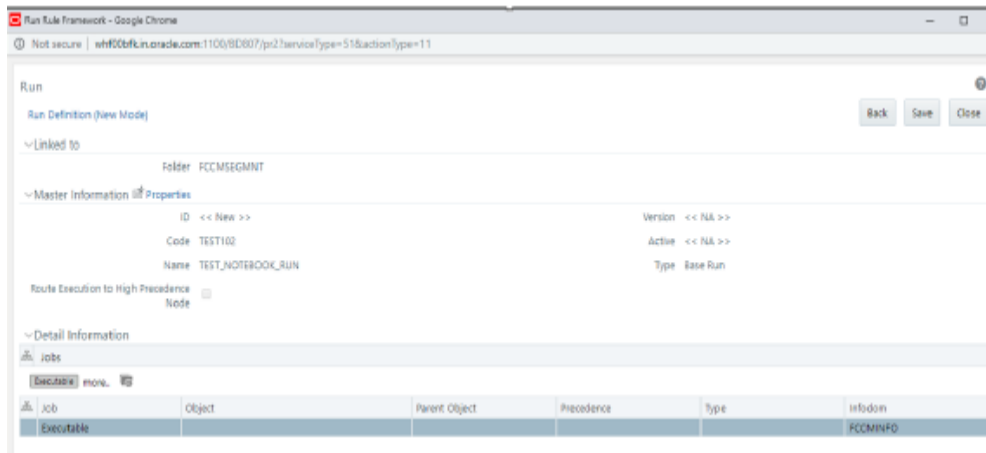 Run Rule Framework - Google Chrome
Not secure | whf00bfk.in.oracle.com:1100/BD807/pr2?serviceType=51&actionType=11
Run
Run Definition (New Mode)
Back Save Close
Linked to
Folder FCCMSEGMNT
Master Information Properties
ID << New >> Version << NA >>
Code TEST102 Active << NA >>
Name TEST_NOTEBOOK_RUN Type Base Run
Route Execution to High Precedence
Node
Detail Information
Jobs
Executable more..
Job Object Parent Object Precedence Type Infodom
Executable FCCMINFO